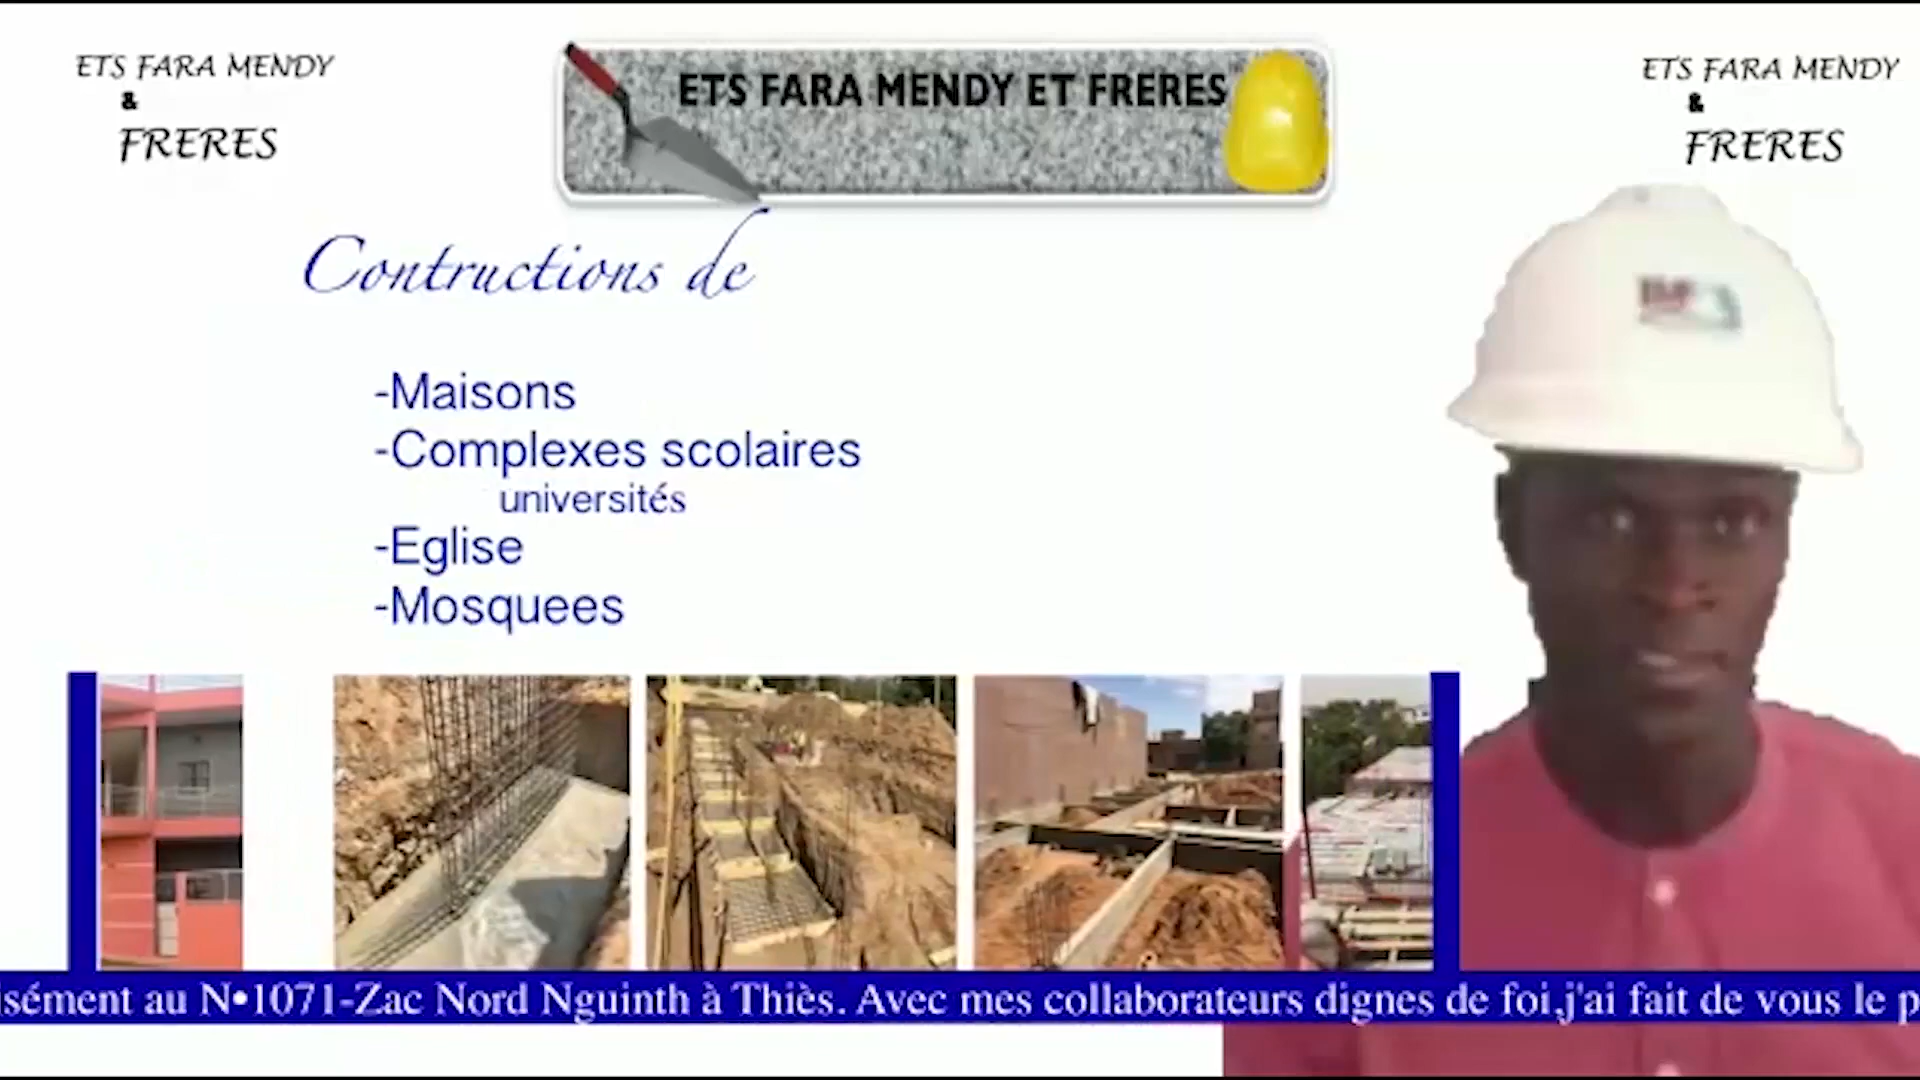 ETS FARA MENDY
&
FRERES
ETS FARA MENDY ET FRERES
ETS FARA MENDY
&
FRERES
Contructions de
-Maisons
-Complexes scolaires
universités
-Eglise
-Mosquees
isément au N•1071-Zac Nord Nguinth à Thiès. Avec mes collaborateurs dignes de foi,j'ai fait de vous le p